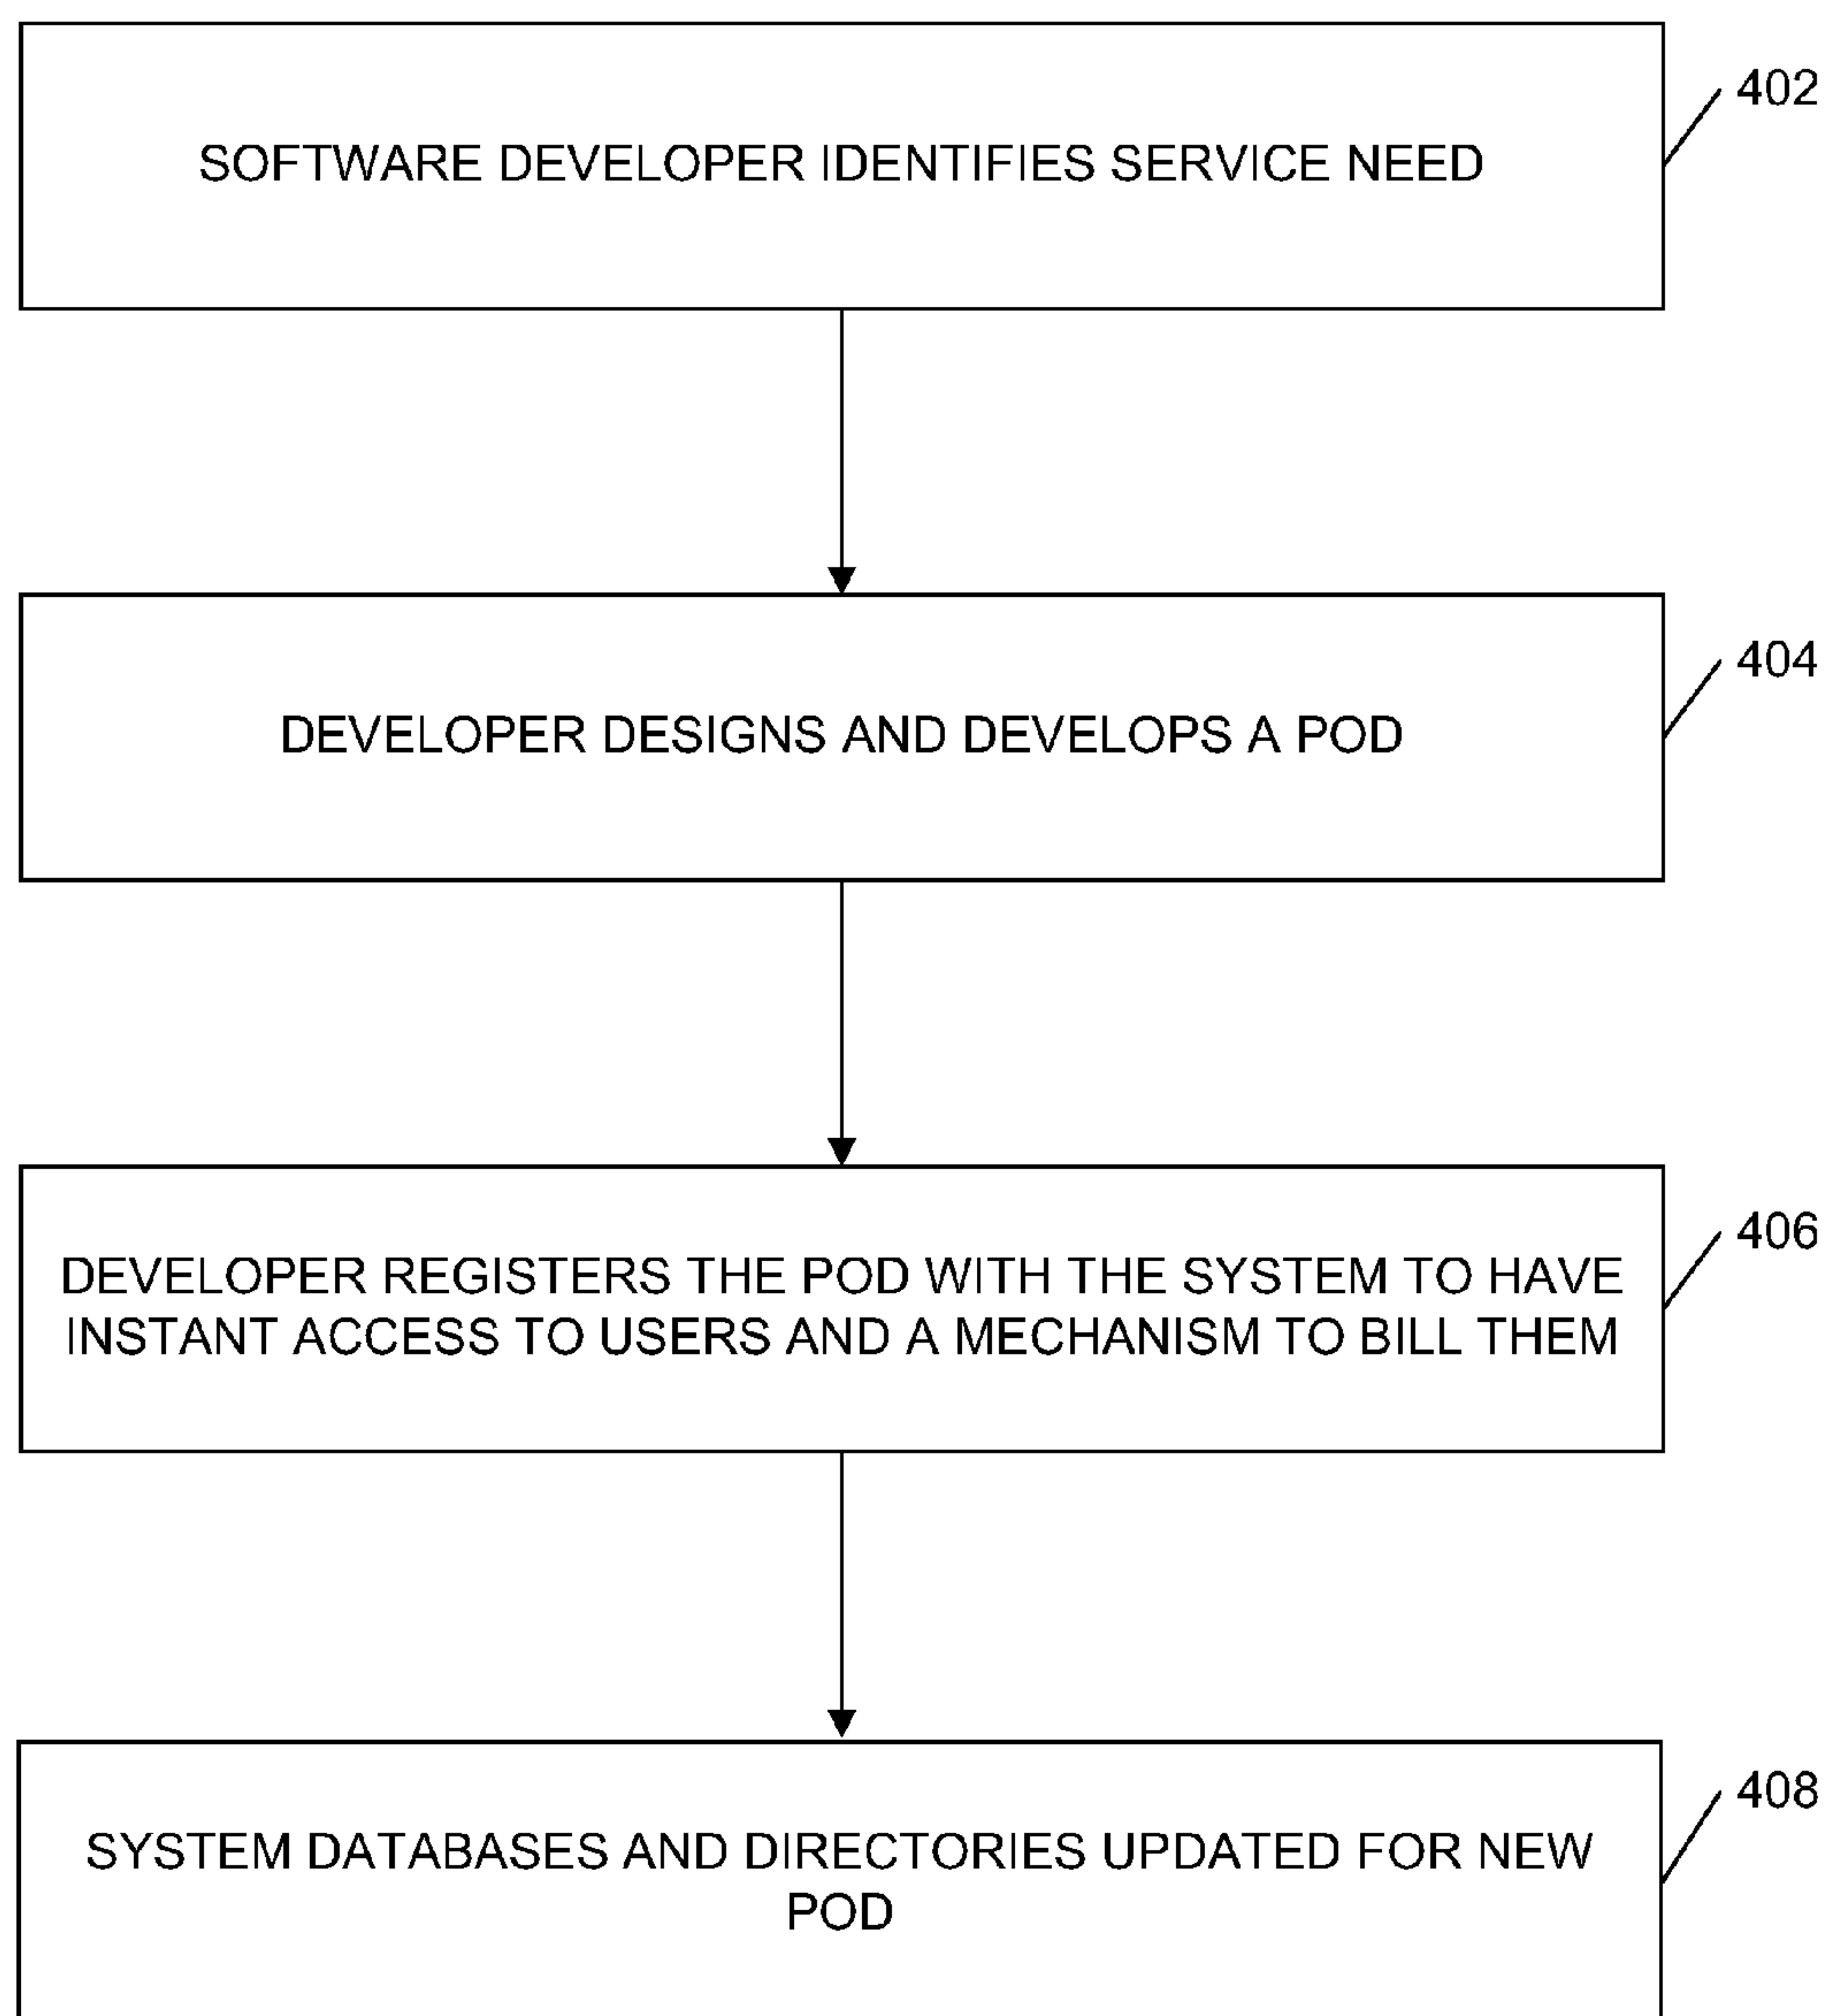 402
SOFTWARE DEVELOPER IDENTIFIES SERVICE NEED
404
DEVELOPER DESIGNS AND DEVELOPS A POD
406
DEVELOPER REGISTERS THE POD WITH THE SYSTEM TO HAVE
INSTANT ACCESS TO USERS AND A MECHANISM TO BILL THEM
408
SYSTEM DATABASES AND DIRECTORIES UPDATED FOR NEW
POD